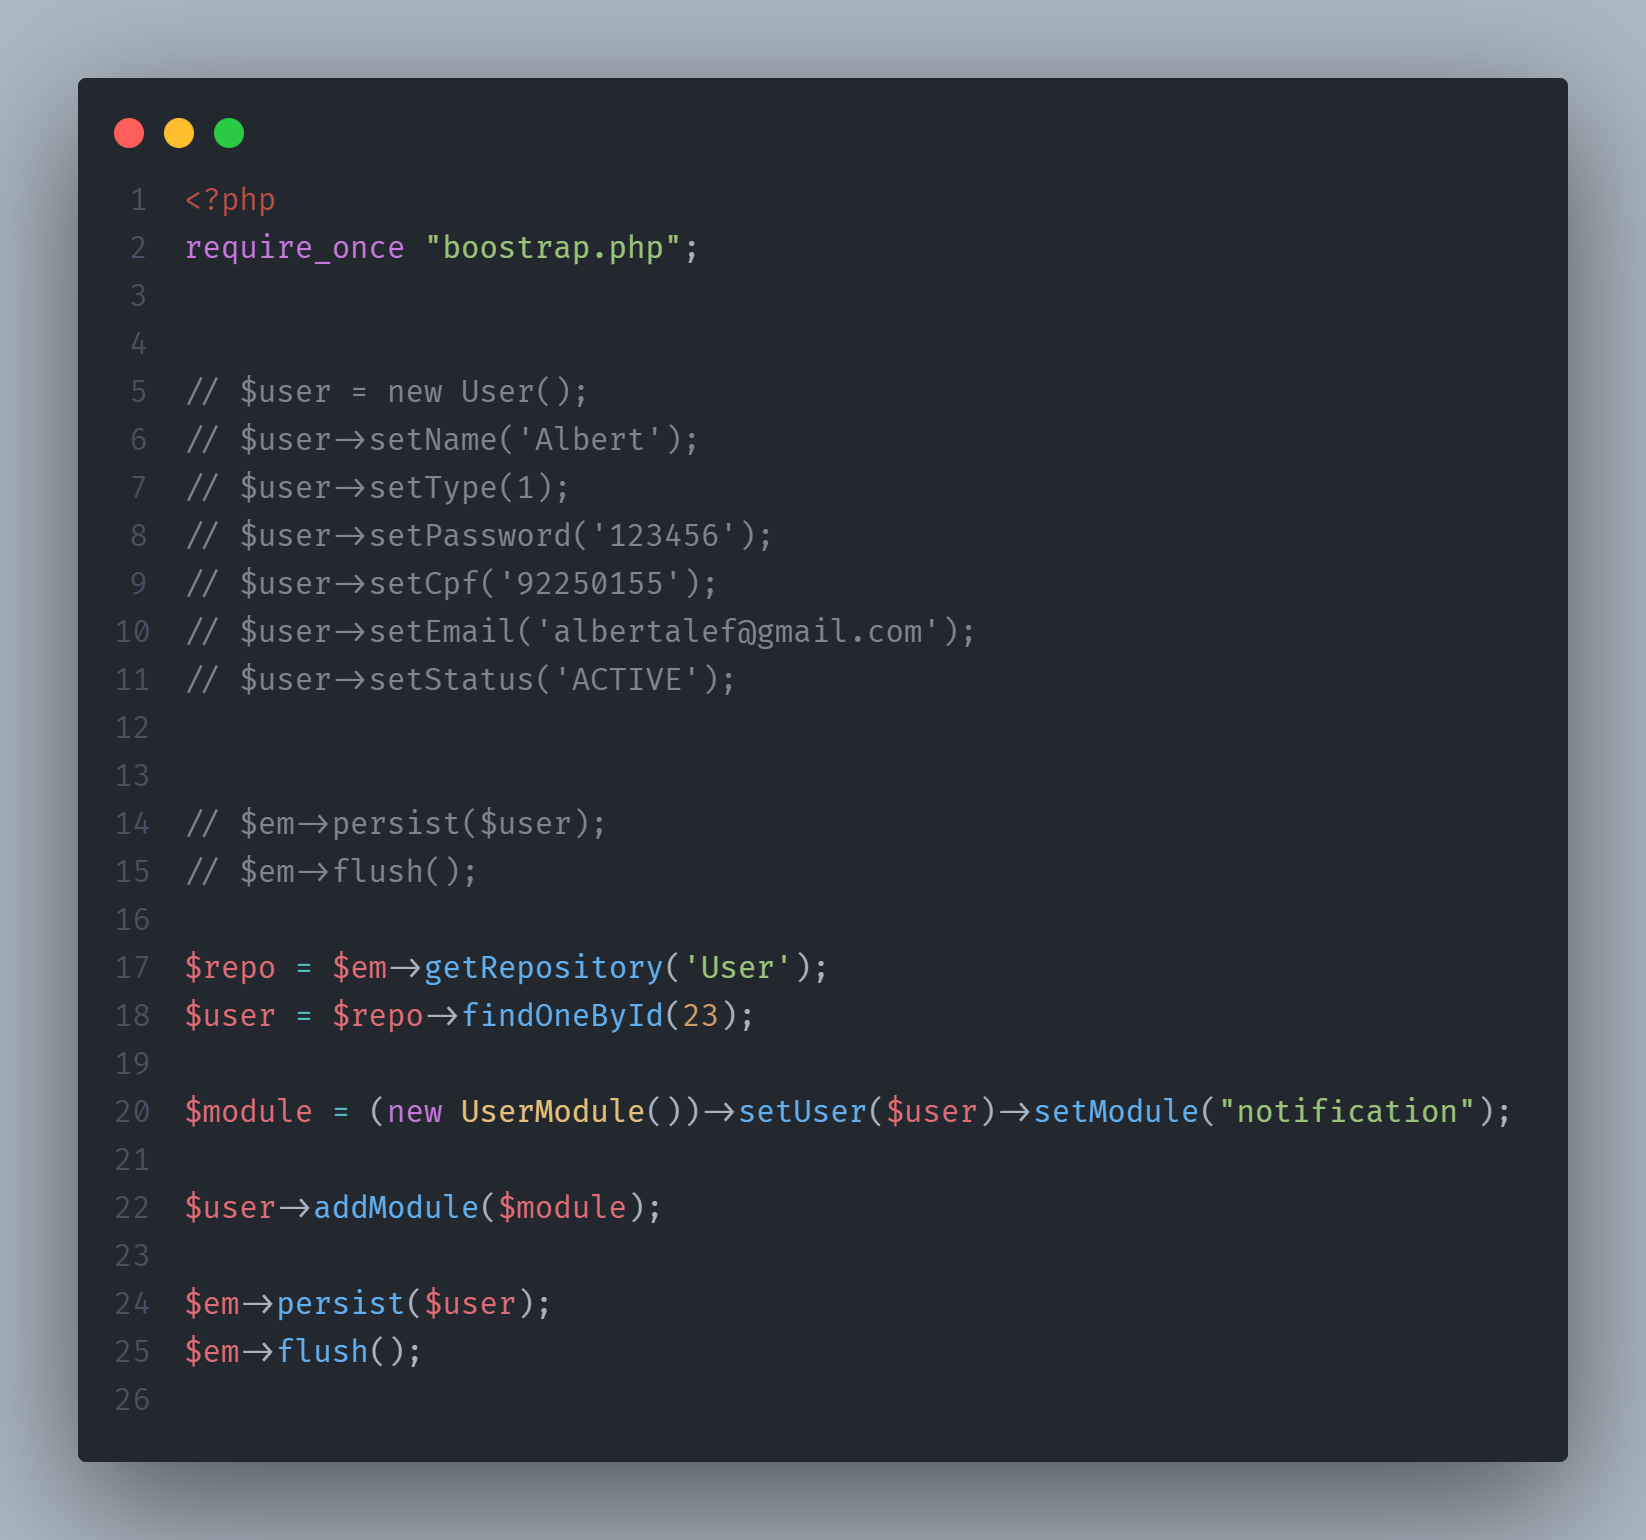 1 <?php
2 require_once "boostrap.php";
3
4
5 // $user = new User();
6 // $user->setName('Albert');
7 // $user->setType(1);
8 // $user->setPassword('123456');
9 // $user->setCpf('92250155');
10 // $user->setEmail('albertalef@gmail.com');
11 // $user->setStatus('ACTIVE');
12
13
14 // $em->persist($user);
15 // $em->flush();
16
17 $repo = $em->getRepository('User');
18 $user = $repo->findOneById(23);
19
20 $module = (new UserModule())->setUser($user)->setModule("notification");
21
22 $user->addModule($module);
23
24 $em->persist($user);
25 $em->flush();
26